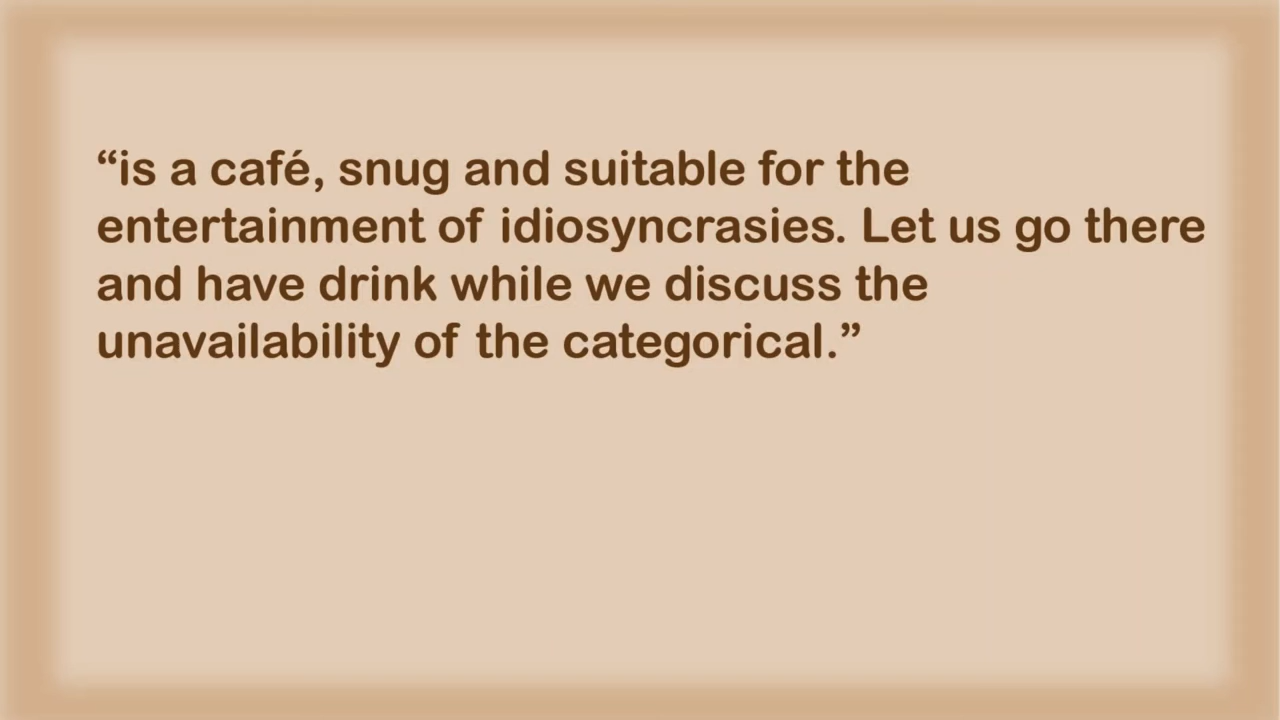 “is a café, snug and suitable for the
entertainment of idiosyncrasies. Let us go there
and have drink while we discuss the
unavailability of the categorical.”